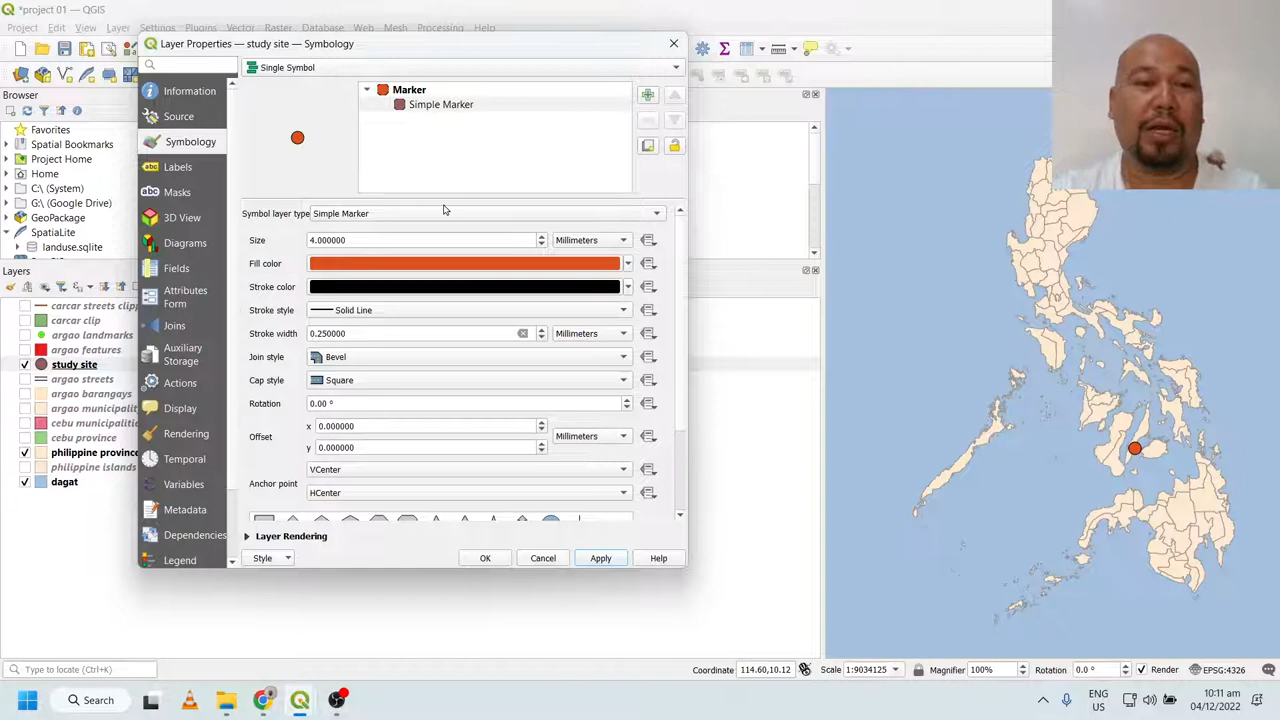 *project 01 — QGIS
Project Edit View Layer Settings Plugins Vector Raster Database Web Mesh Processing Help
Layer Properties — study site — Symbology
Single Symbol
Information
Source
Symbology
Labels
Masks
3D View
Diagrams
Fields
Attributes
Form
Joins
Auxiliary
Storage
Actions
Display
Rendering
Temporal
Variables
Metadata
Dependencies
Legend
Marker
Simple Marker
Symbol layer type Simple Marker
Size 4.000000 Millimeters
Fill color
Stroke color
Stroke style Solid Line
Stroke width 0.250000 Millimeters
Join style Bevel
Cap style Square
Rotation 0.00 °
Offset x 0.000000 Millimeters
y 0.000000
Anchor point VCenter
HCenter
Layer Rendering
Style OK Cancel Apply Help
Browser
Favorites
Spatial Bookmarks
Project Home
Home
C:\ (System)
G:\ (Google Drive)
GeoPackage
SpatiaLite
landuse.sqlite
Layers
carcar streets clipp
carcar clip
argao landmarks
argao features
study site
argao streets
argao barangays
argao municipality
cebu municipalities
cebu province
philippine province
philippine islands
dagat
Type to locate (Ctrl+K)
Coordinate 114.60,10.12 Scale 1:9034125 Magnifier 100% Rotation 0.0 ° Render EPSG:4326
Search
ENG
US
10:11 am
04/12/2022